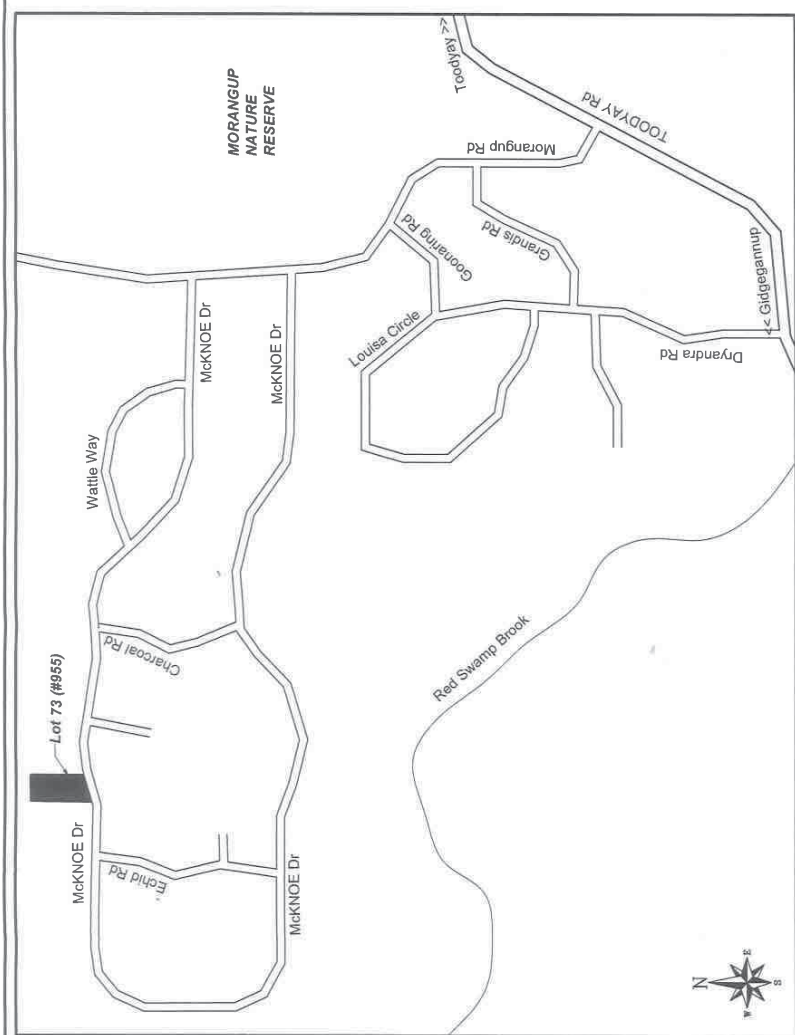 MORANGUP
NATURE
RESERVE
Toodyay >>
TOODYAY Rd
Morangup Rd
Grandis Rd
Goonaring Rd
<< Gidgegannup
Dryandra Rd
Louisa Circle
McKNOE Dr
McKNOE Dr
Wattle Way
Charcoal Rd
Red Swamp Brook
Lot 73 (#955)
McKNOE Dr
Echid Rd
McKNOE Dr
N
E
S
W